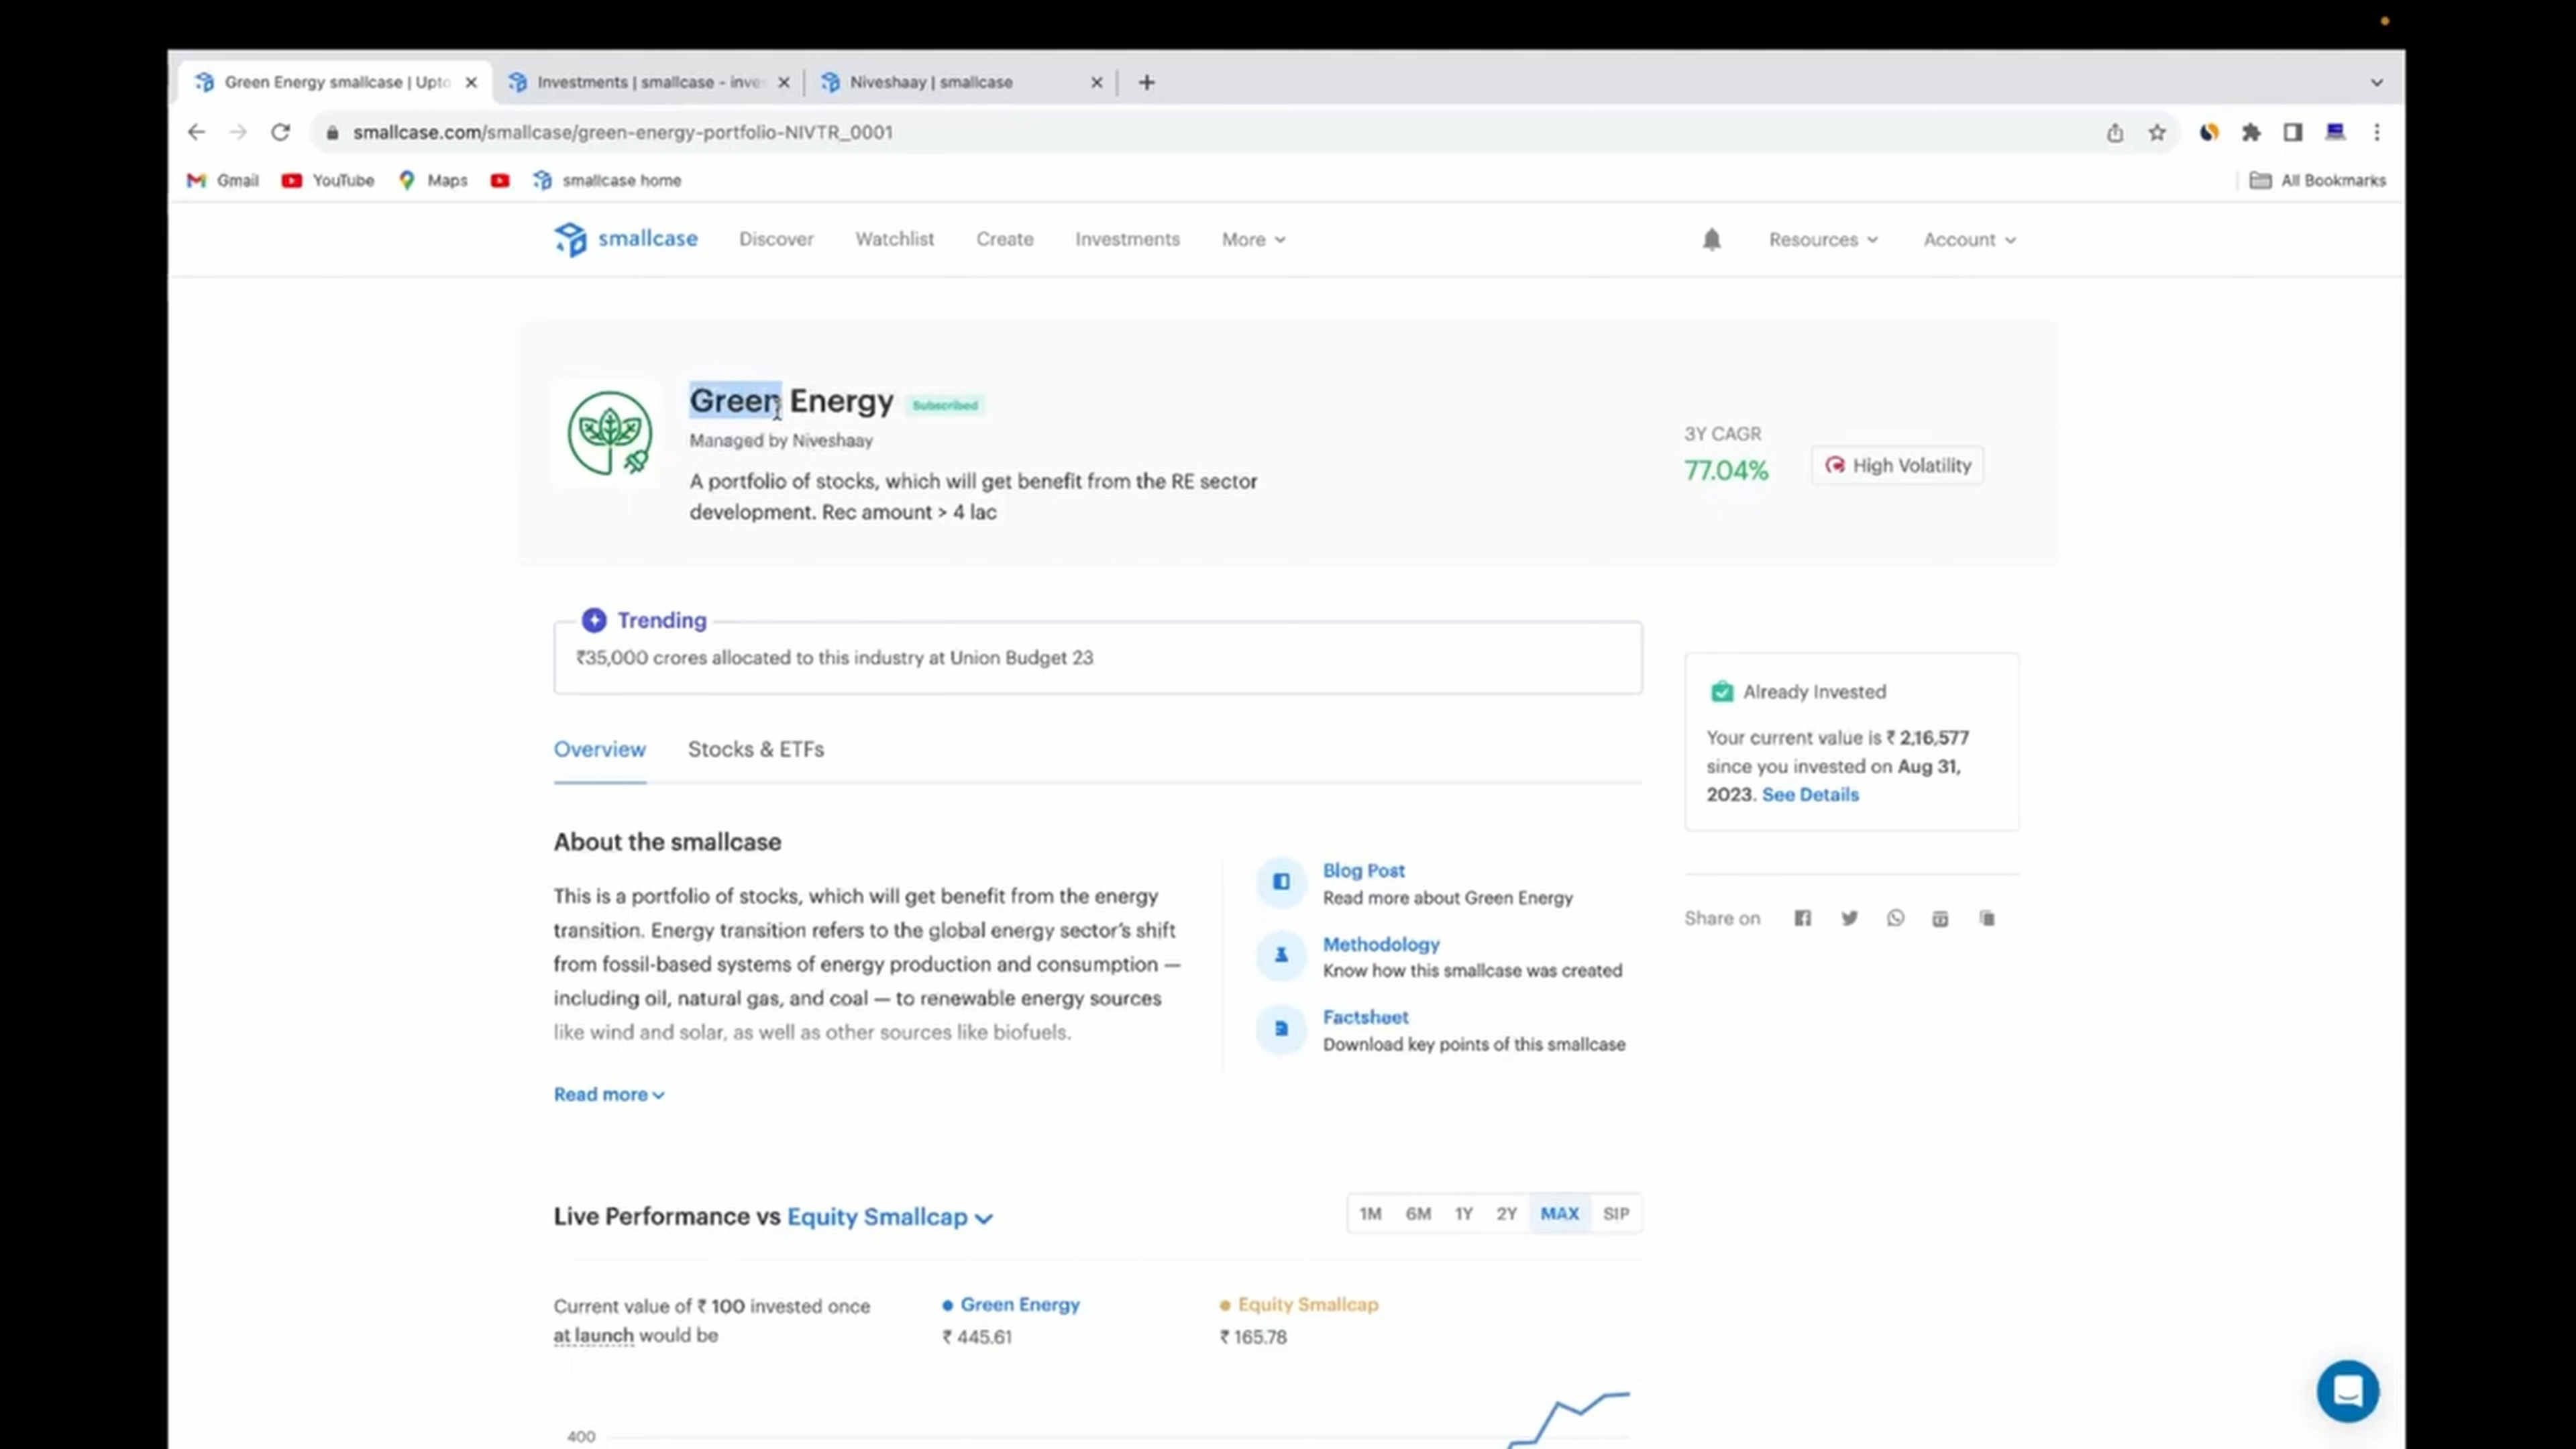 Green Energy smallcase | Upto
Investments | smallcase - inve
Niveshaay | smallcase
smallcase.com/smallcase/green-energy-portfolio-NIVTR_0001
Gmail
YouTube
Maps
smallcase home
All Bookmarks
smallcase
Discover
Watchlist
Create
Investments
More
Resources
Account
Green Energy
Subscribed
Managed by Niveshaay
A portfolio of stocks, which will get benefit from the RE sector
development. Rec amount > 4 lac
3Y CAGR
77.04%
High Volatility
Trending
₹35,000 crores allocated to this industry at Union Budget 23
Already Invested
Your current value is ₹ 2,16,577
since you invested on Aug 31,
2023. See Details
Overview
Stocks & ETFs
About the smallcase
This is a portfolio of stocks, which will get benefit from the energy
transition. Energy transition refers to the global energy sector's shift
from fossil-based systems of energy production and consumption —
including oil, natural gas, and coal — to renewable energy sources
like wind and solar, as well as other sources like biofuels.
Read more
Blog Post
Read more about Green Energy
Methodology
Know how this smallcase was created
Factsheet
Download key points of this smallcase
Share on
Live Performance vs Equity Smallcap
1M 6M 1Y 2Y MAX SIP
Current value of ₹ 100 invested once
at launch would be
Green Energy
₹ 445.61
Equity Smallcap
₹ 165.78
400